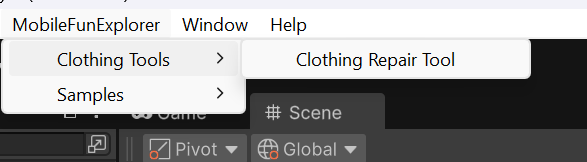 MobileFunExplorer Window Help
Clothing Tools
Clothing Repair Tool
Samples
Game
Scene
Pivot
Global